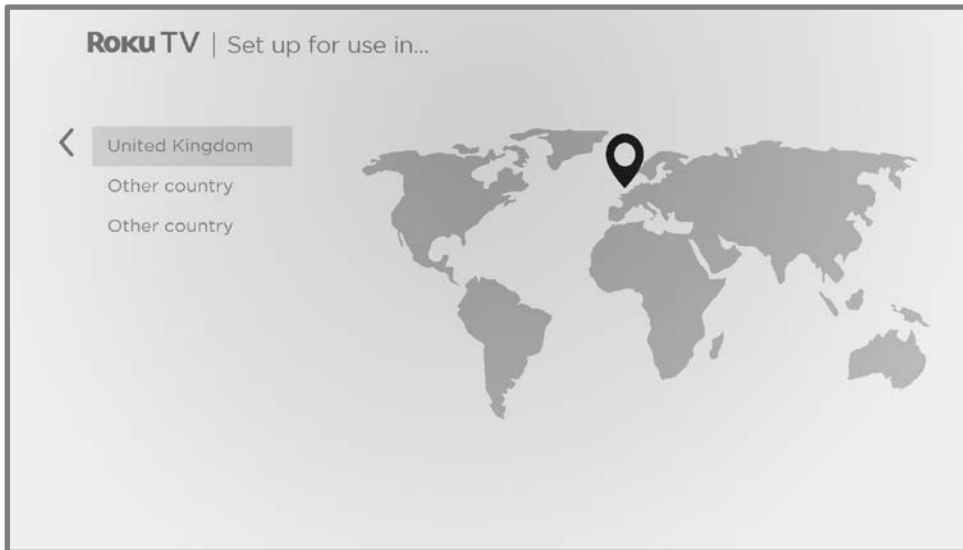 Roku TV | Set up for use in...
United Kingdom
Other country
Other country